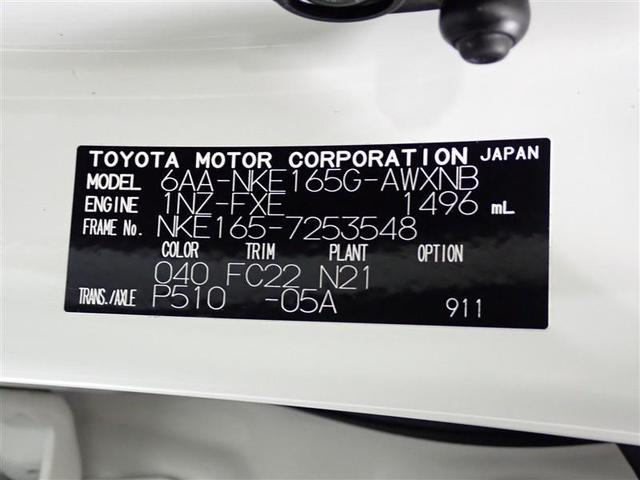 TOYOTA MOTOR CORPORATION JAPAN
MODEL 6AA-NKE165G-AWXNB
ENGINE 1NZ-FXE 1496 mL
FRAME No. NKE165-7253548
COLOR TRIM PLANT OPTION
040 FC22 N21
TRANS./AXLE P510 -05A 911